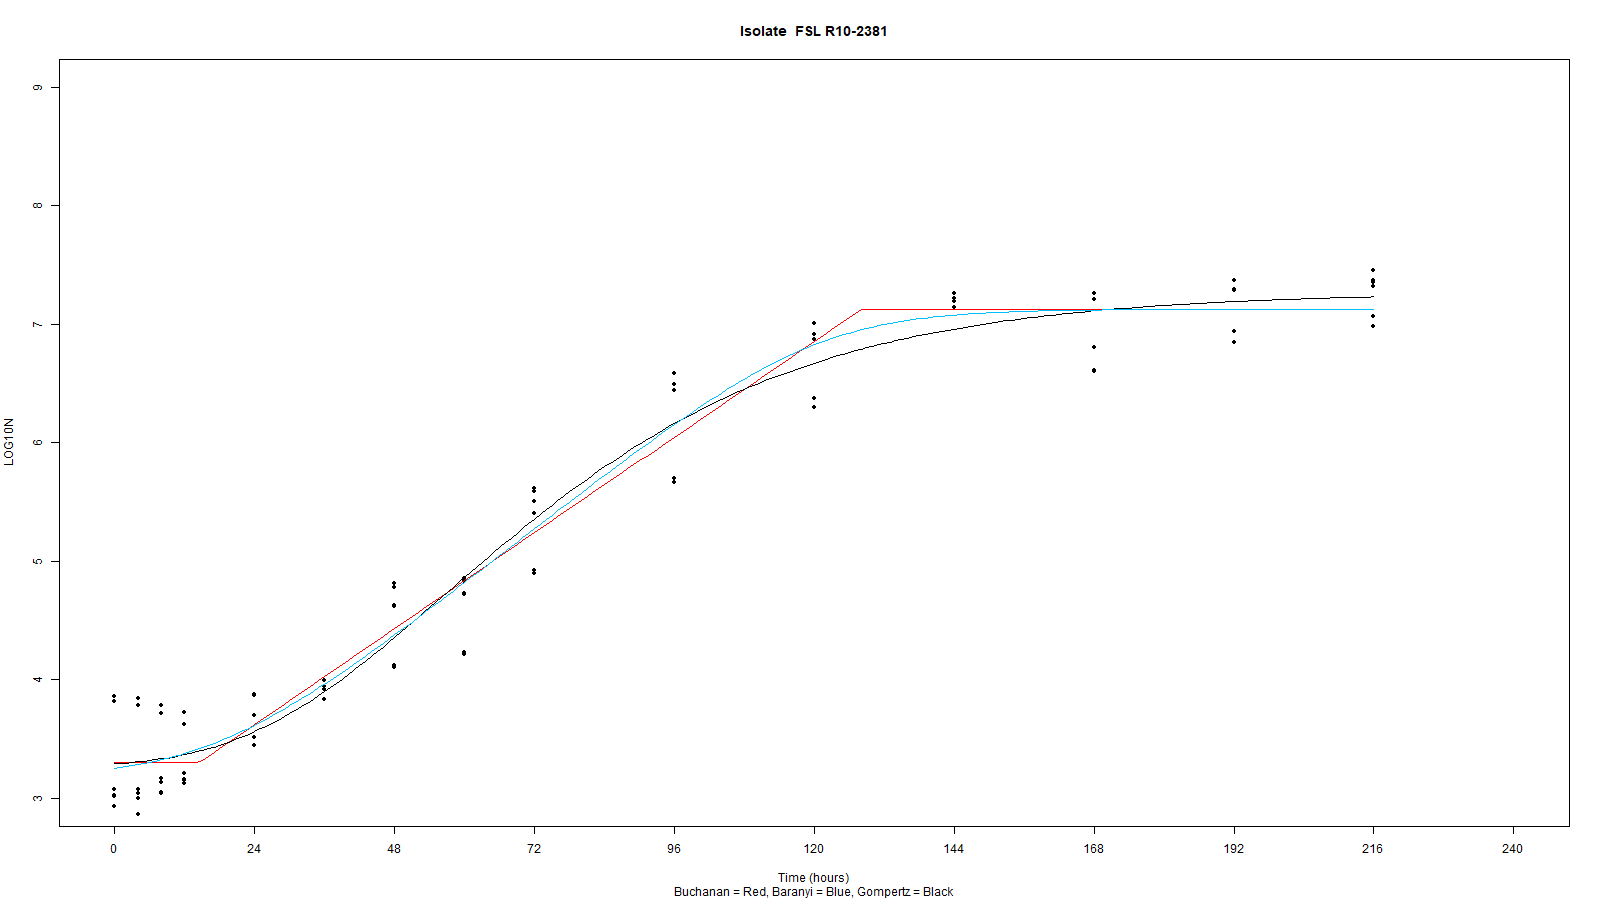 Isolate  FSL R10-2381
9
8
7
6
5
4
3
LOG10N
0 24 48 72 96 120 144 168 192 216 240
Time (hours)
Buchanan = Red, Baranyi = Blue, Gompertz = Black